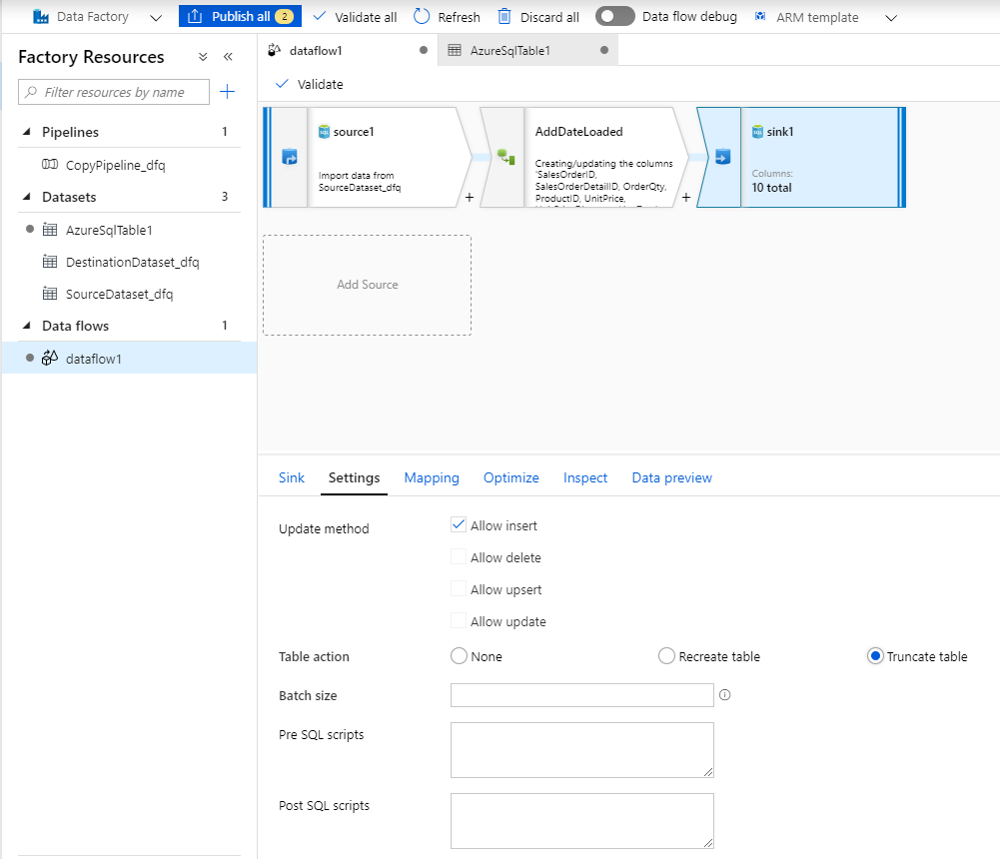 Data Factory Publish all 2 Validate all Refresh Discard all Data flow debug ARM template
Factory Resources
Filter resources by name
Pipelines 1
CopyPipeline_dfq
Datasets 3
AzureSqlTable1
DestinationDataset_dfq
SourceDataset_dfq
Data flows 1
dataflow1
dataflow1 AzureSqlTable1
Validate
source1
Import data from
SourceDataset_dfq
+
AddDateLoaded
Creating/updating the columns
'SalesOrderID,
SalesOrderDetailID, OrderQty,
ProductID, UnitPrice,
+
sink1
Columns:
10 total
Add Source
Sink Settings Mapping Optimize Inspect Data preview
Update method
Allow insert
Allow delete
Allow upsert
Allow update
Table action None Recreate table Truncate table
Batch size
Pre SQL scripts
Post SQL scripts